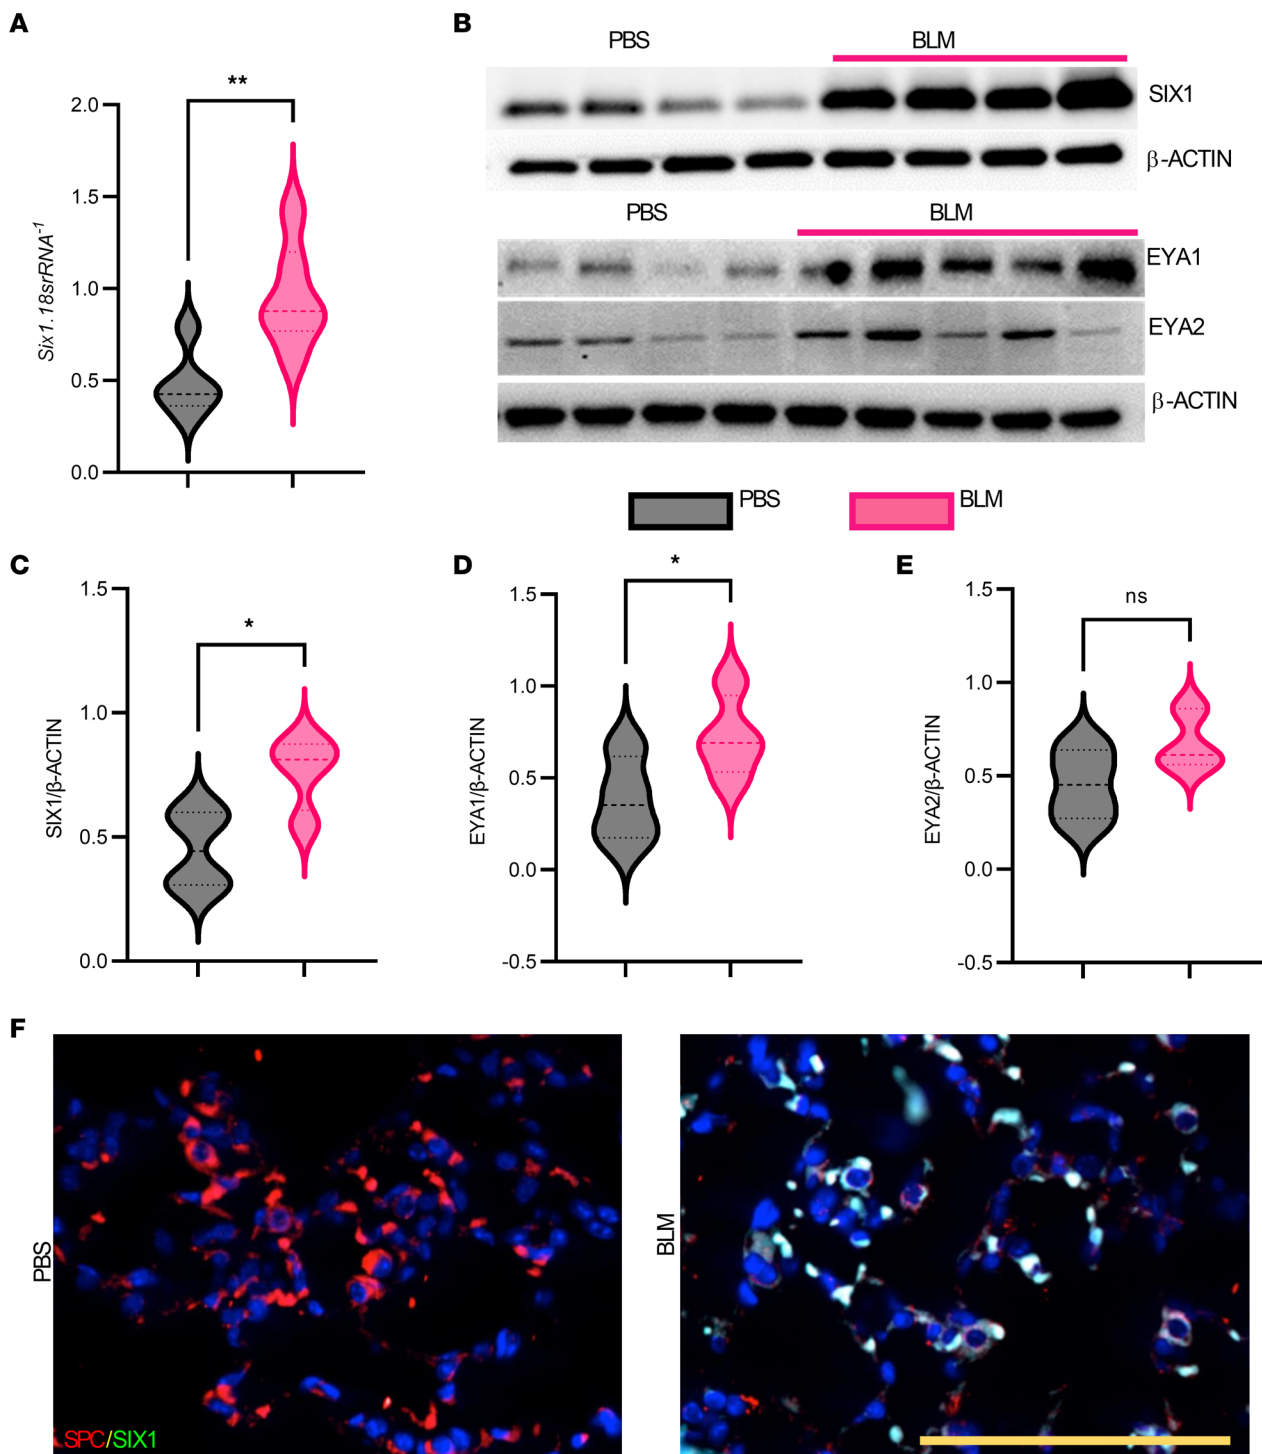 A
**
2.0
1.5
1.0
0.5
0.0
Six1.18srRNA⁻¹
B
PBS BLM
SIX1
β-ACTIN
PBS BLM
EYA1
EYA2
β-ACTIN
PBS BLM
C
*
1.5
1.0
0.5
0.0
SIX1/β-ACTIN
D
*
1.5
1.0
0.5
0.0
-0.5
EYA1/β-ACTIN
E
ns
1.5
1.0
0.5
0.0
-0.5
EYA2/β-ACTIN
F
PBS
SPC/SIX1
BLM